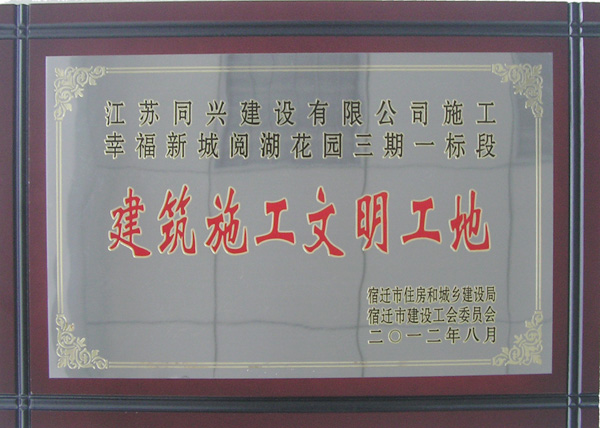 江苏同兴建设有限公司施工
幸福新城阅湖花园三期一标段
建筑施工文明工地
宿迁市住房和城乡建设局
宿迁市建设工会委员会
二〇一二年八月